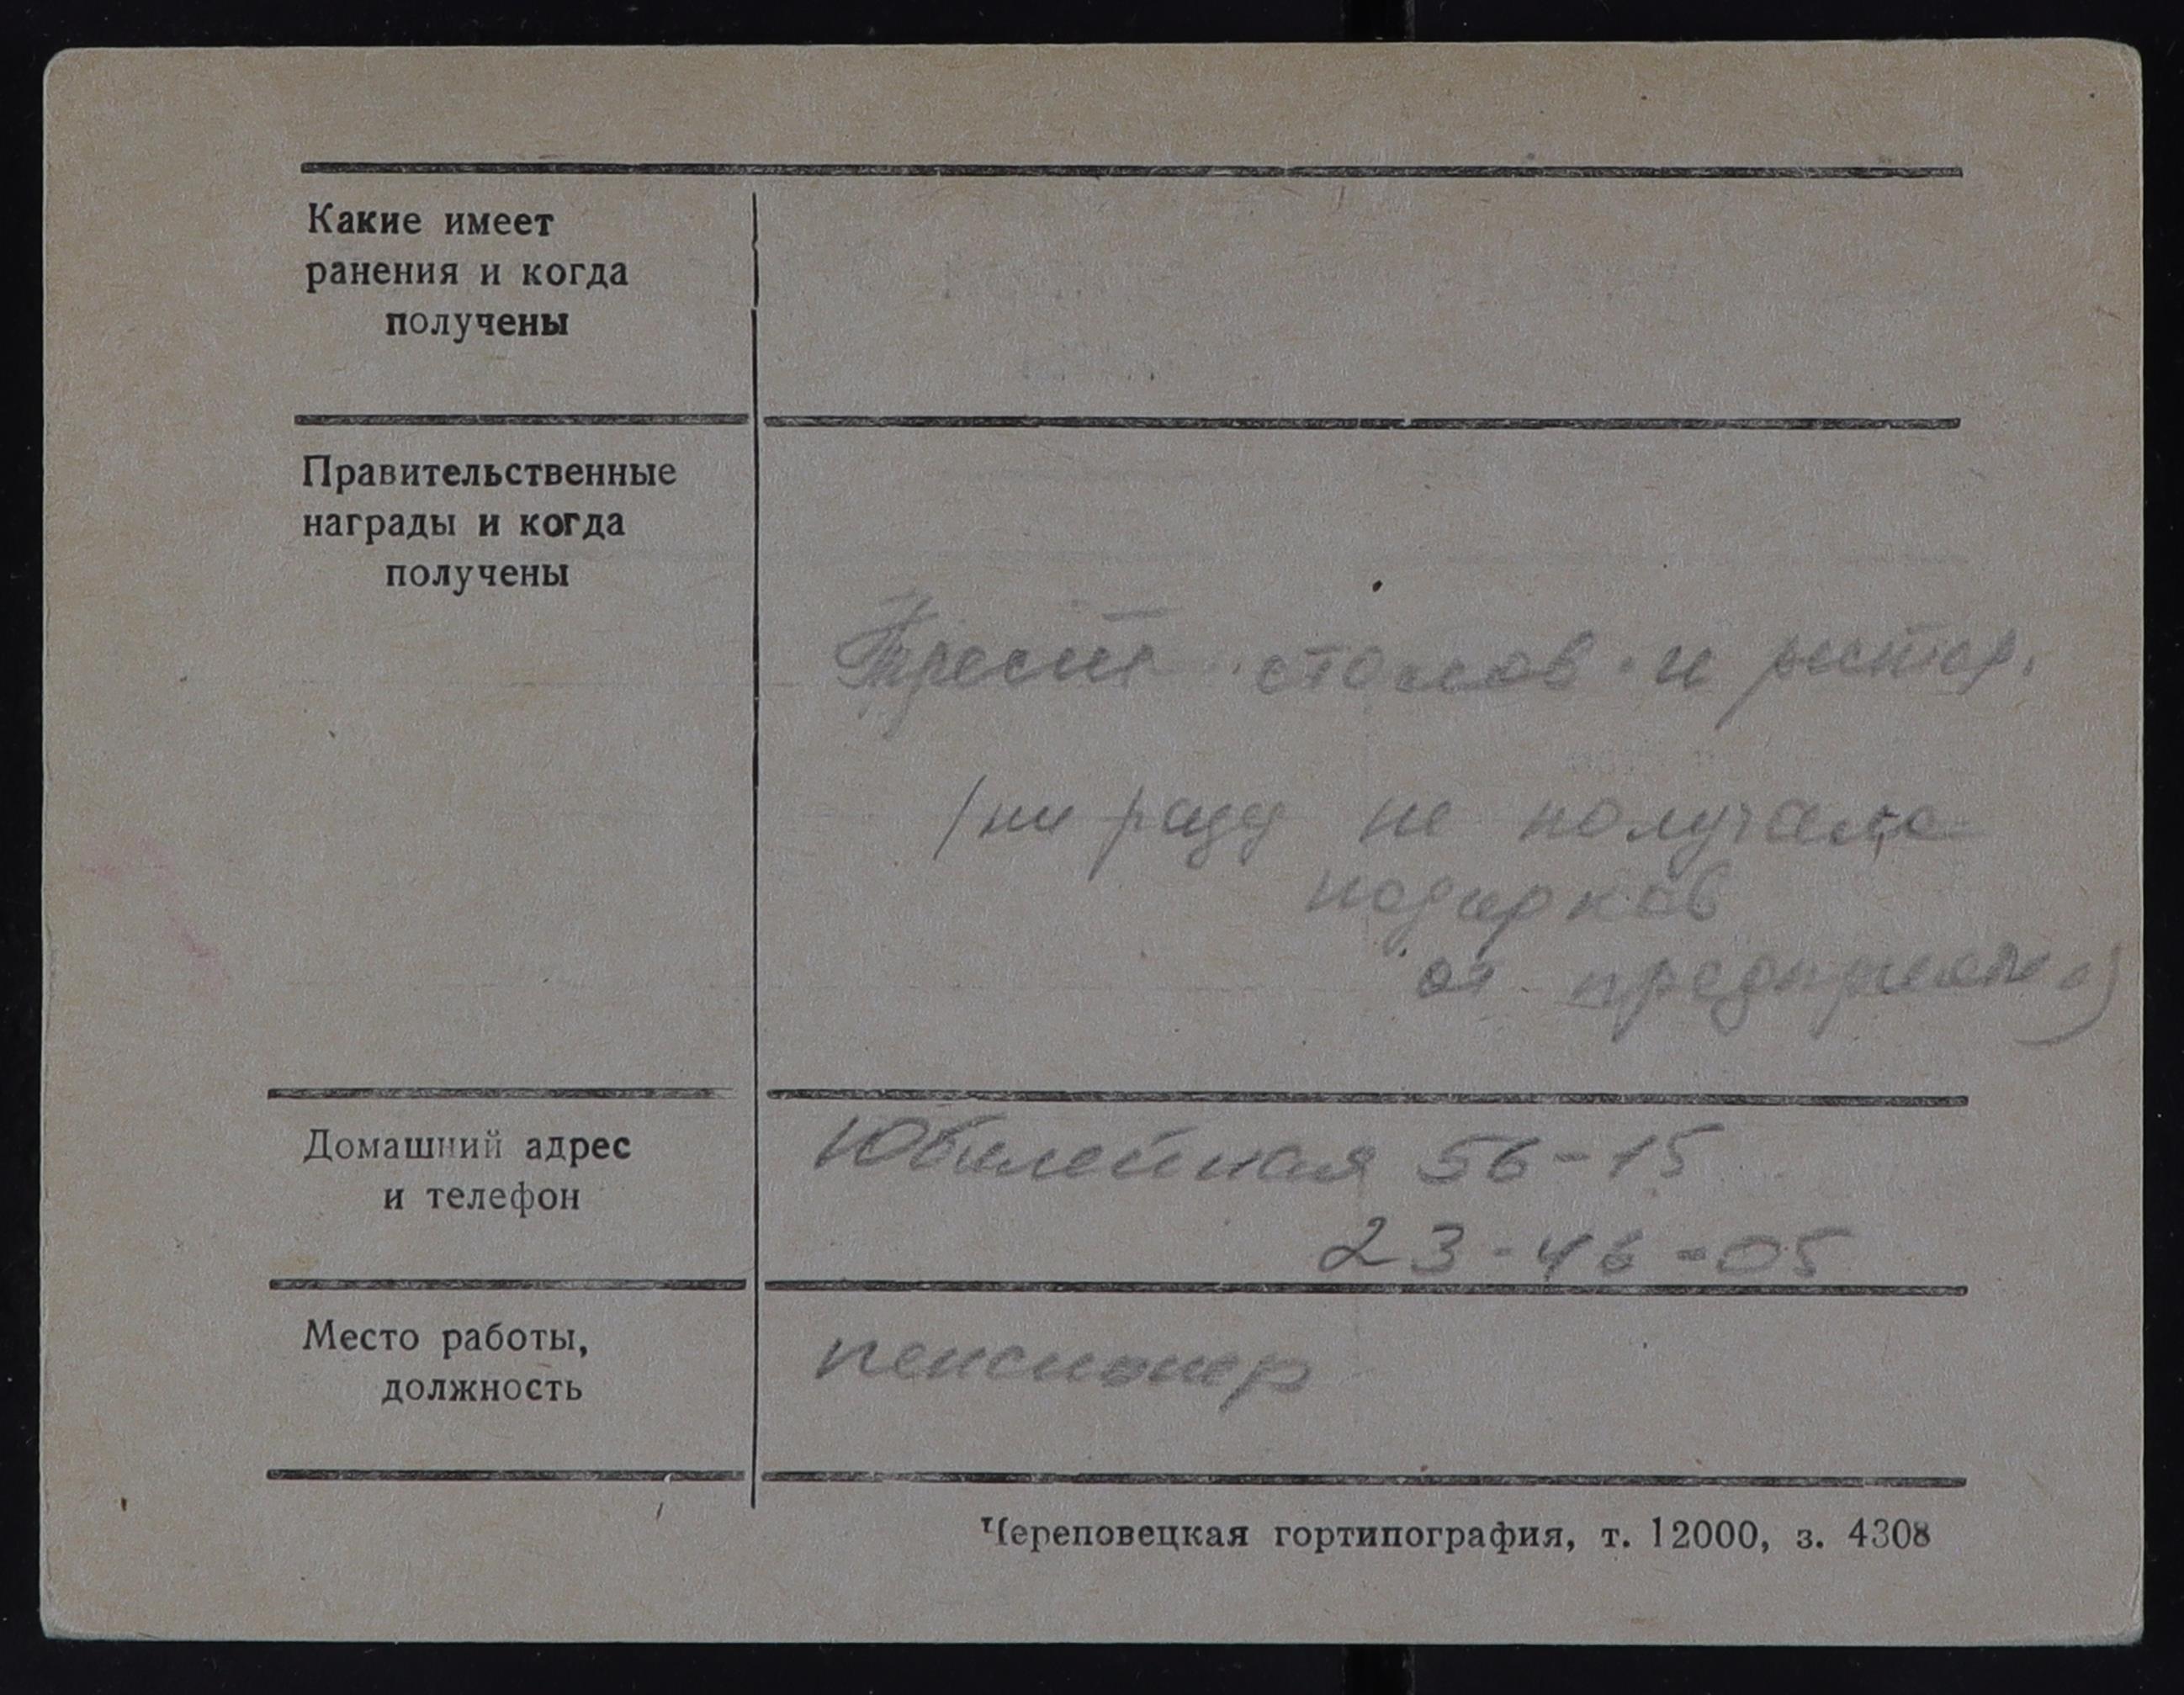 Какие имеет
ранения и когда
получены
Правительственные
награды и когда
получены
Трест столов. и рестор.
/ни разу не получала
подарков
от предприятия)
Домашний адрес
и телефон
Юбилейная 56-15
23-46-05
Место работы,
должность
пенсионер
Череповецкая гортипография, т. 12000, з. 4308